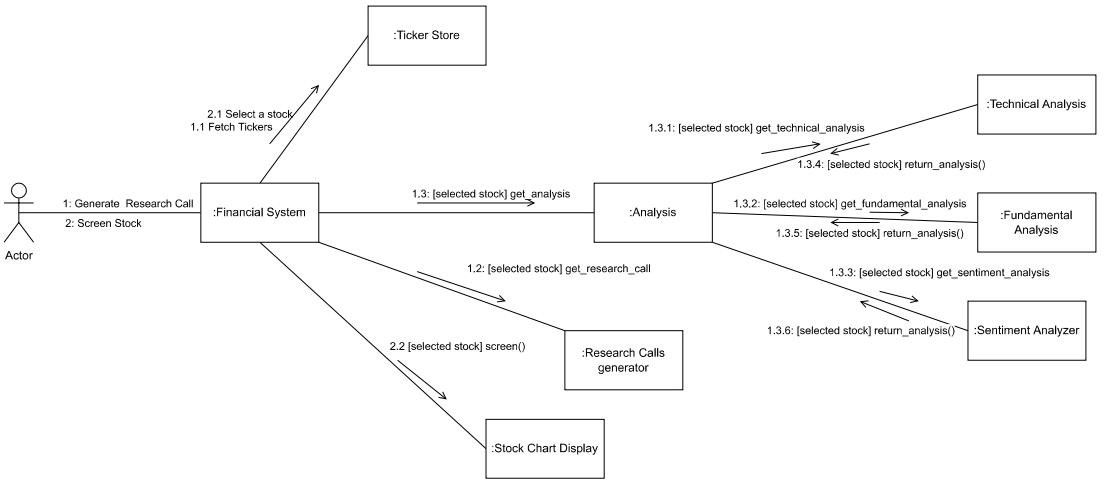 :Ticker Store
2.1 Select a stock
1.1 Fetch Tickers
:Technical Analysis
1.3.1: [selected stock] get_technical_analysis
1.3.4: [selected stock] return_analysis()
1: Generate Research Call
2: Screen Stock
Actor
:Financial System
1.3: [selected stock] get_analysis
:Analysis
1.3.2: [selected stock] get_fundamental_analysis
1.3.5: [selected stock] return_analysis()
:Fundamental
Analysis
1.2: [selected stock] get_research_call
1.3.3: [selected stock] get_sentiment_analysis
1.3.6: [selected stock] return_analysis()
:Sentiment Analyzer
2.2 [selected stock] screen()
:Research Calls
generator
:Stock Chart Display